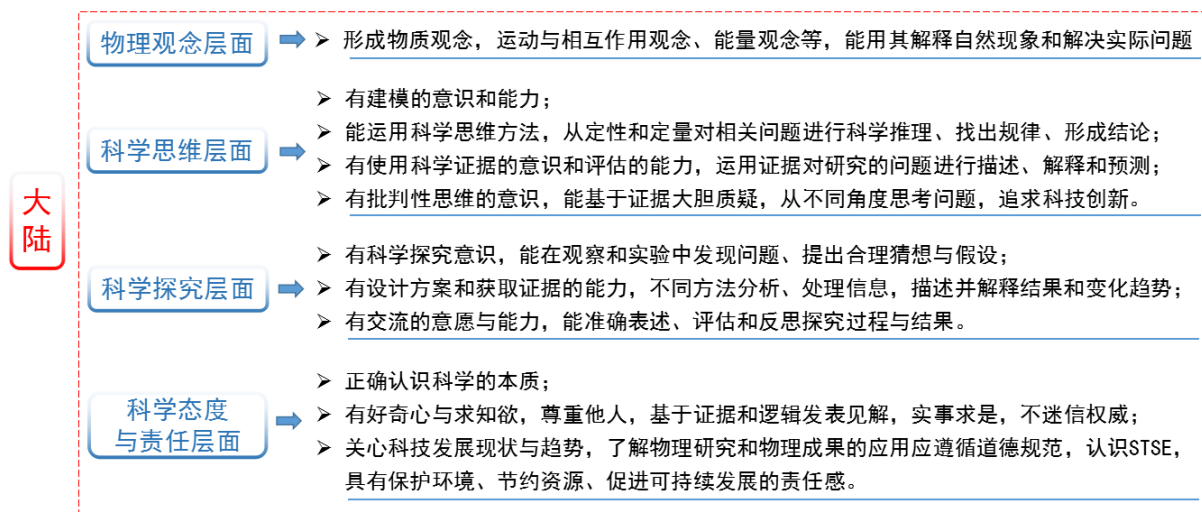 大
陆
物理观念层面
➢ 形成物质观念，运动与相互作用观念、能量观念等，能用其解释自然现象和解决实际问题
科学思维层面
➢ 有建模的意识和能力；
➢ 能运用科学思维方法，从定性和定量对相关问题进行科学推理、找出规律、形成结论；
➢ 有使用科学证据的意识和评估的能力，运用证据对研究的问题进行描述、解释和预测；
➢ 有批判性思维的意识，能基于证据大胆质疑，从不同角度思考问题，追求科技创新。
科学探究层面
➢ 有科学探究意识，能在观察和实验中发现问题、提出合理猜想与假设；
➢ 有设计方案和获取证据的能力，不同方法分析、处理信息，描述并解释结果和变化趋势；
➢ 有交流的意愿与能力，能准确表述、评估和反思探究过程与结果。
科学态度
与责任层面
➢ 正确认识科学的本质；
➢ 有好奇心与求知欲，尊重他人，基于证据和逻辑发表见解，实事求是，不迷信权威；
➢ 关心科技发展现状与趋势，了解物理研究和物理成果的应用应遵循道德规范，认识STSE，
具有保护环境、节约资源、促进可持续发展的责任感。